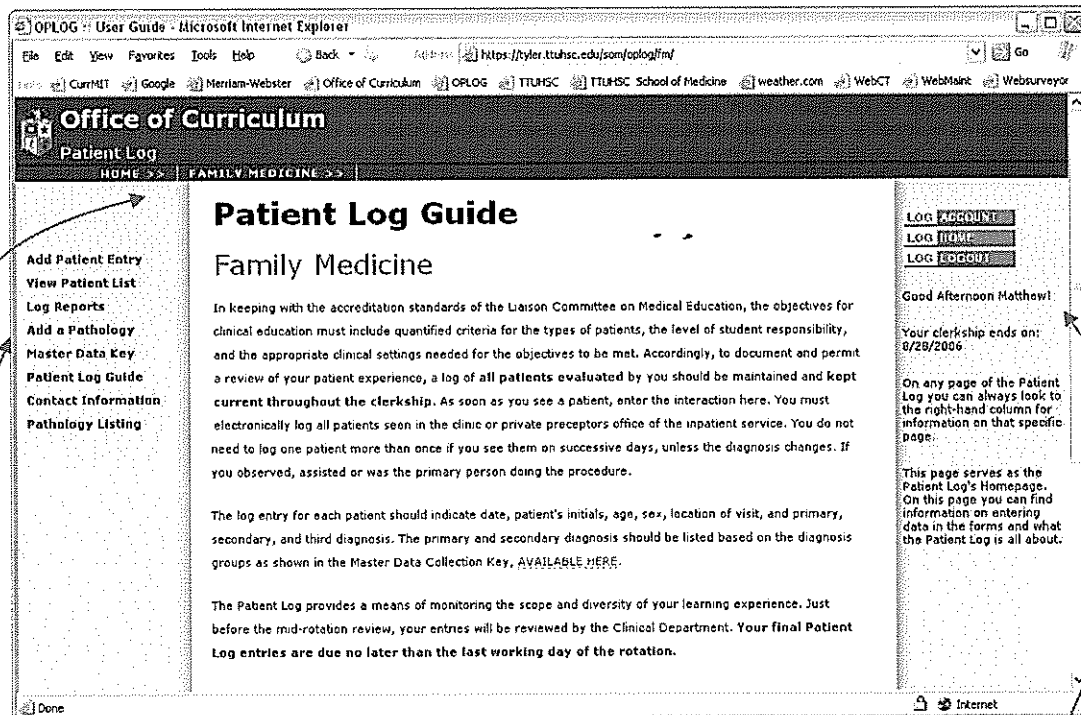 OPLOG :: User Guide - Microsoft Internet Explorer
File Edit View Favorites Tools Help Back https://tyler.ttuhsc.edu/som/oplog/fm/ Go
CurrMIT Google Merriam-Webster Office of Curriculum OPLOG TTUHSC TTUHSC School of Medicine weather.com WebCT WebMaint Websurveyor
Office of Curriculum
Patient Log
HOME >> FAMILY MEDICINE >>
Add Patient Entry
View Patient List
Log Reports
Add a Pathology
Master Data Key
Patient Log Guide
Contact Information
Pathology Listing
Patient Log Guide
Family Medicine
In keeping with the accreditation standards of the Liaison Committee on Medical Education, the objectives for
clinical education must include quantified criteria for the types of patients, the level of student responsibility,
and the appropriate clinical settings needed for the objectives to be met. Accordingly, to document and permit
a review of your patient experience, a log of all patients evaluated by you should be maintained and kept
current throughout the clerkship. As soon as you see a patient, enter the interaction here. You must
electronically log all patients seen in the clinic or private preceptors office of the inpatient service. You do not
need to log one patient more than once if you see them on successive days, unless the diagnosis changes. If
you observed, assisted or was the primary person doing the procedure.
The log entry for each patient should indicate date, patient's initials, age, sex, location of visit, and primary,
secondary, and third diagnosis. The primary and secondary diagnosis should be listed based on the diagnosis
groups as shown in the Master Data Collection Key, AVAILABLE HERE.
The Patient Log provides a means of monitoring the scope and diversity of your learning experience. Just
before the mid-rotation review, your entries will be reviewed by the Clinical Department. Your final Patient
Log entries are due no later than the last working day of the rotation.
LOG ACCOUNT
LOG HOME
LOG LOGOUT
Good Afternoon Matthew!
Your clerkship ends on:
8/28/2006
On any page of the Patient
Log you can always look to
the right-hand column for
information on that specific
page.
This page serves as the
Patient Log's Homepage.
On this page you can find
information on entering
data in the forms and what
the Patient Log is all about.
Done Internet